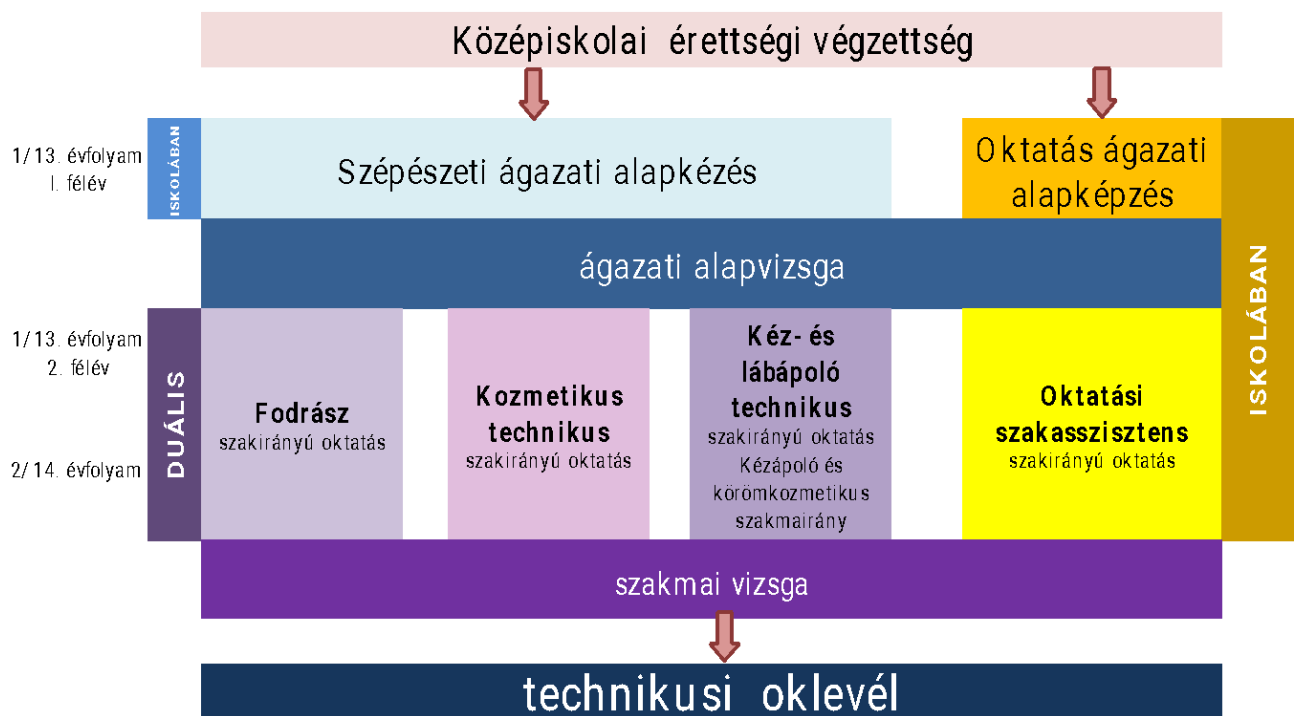 Középiskolai érettségi végzettség
1/13. évfolyam
I. félév
ISKOLÁBAN
Szépészeti ágazati alapkézés
Oktatás ágazati
alapképzés
ágazati alapvizsga
ISKOLÁBAN
1/13. évfolyam
2. félév
2/14. évfolyam
DUÁLIS
Fodrász
szakirányú oktatás
Kozmetikus
technikus
szakirányú oktatás
Kéz- és
lábápoló
technikus
szakirányú oktatás
Kézápoló és
körömkozmetikus
szakmairány
Oktatási
szakasszisztens
szakirányú oktatás
szakmai vizsga
technikusi oklevél